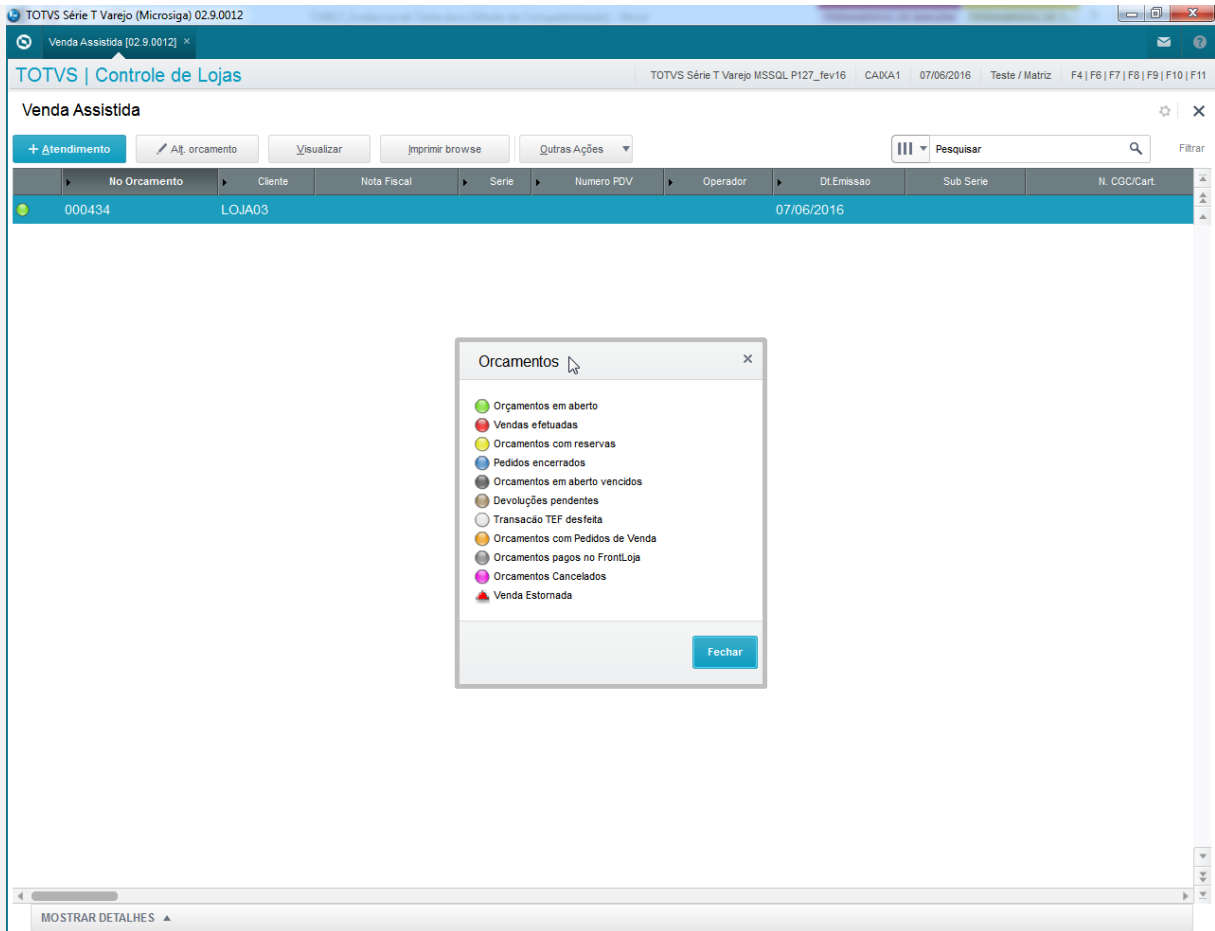 TOTVS Série T Varejo (Microsiga) 02.9.0012
Venda Assistida [02.9.0012] ×
TOTVS | Controle de Lojas
TOTVS Série T Varejo MSSQL P127_fev16 CAIXA1 07/06/2016 Teste / Matriz F4 | F6 | F7 | F8 | F9 | F10 | F11
Venda Assistida
+ Atendimento Alt. orcamento Visualizar Imprimir browse Outras Ações Pesquisar Filtrar
No Orcamento Cliente Nota Fiscal Serie Numero PDV Operador Dt.Emissao Sub Serie N. CGC/Cart.
000434 LOJA03 07/06/2016
Orcamentos
Orçamentos em aberto
Vendas efetuadas
Orcamentos com reservas
Pedidos encerrados
Orcamentos em aberto vencidos
Devoluções pendentes
Transacão TEF desfeita
Orcamentos com Pedidos de Venda
Orcamentos pagos no FrontLoja
Orcamentos Cancelados
Venda Estornada
Fechar
MOSTRAR DETALHES